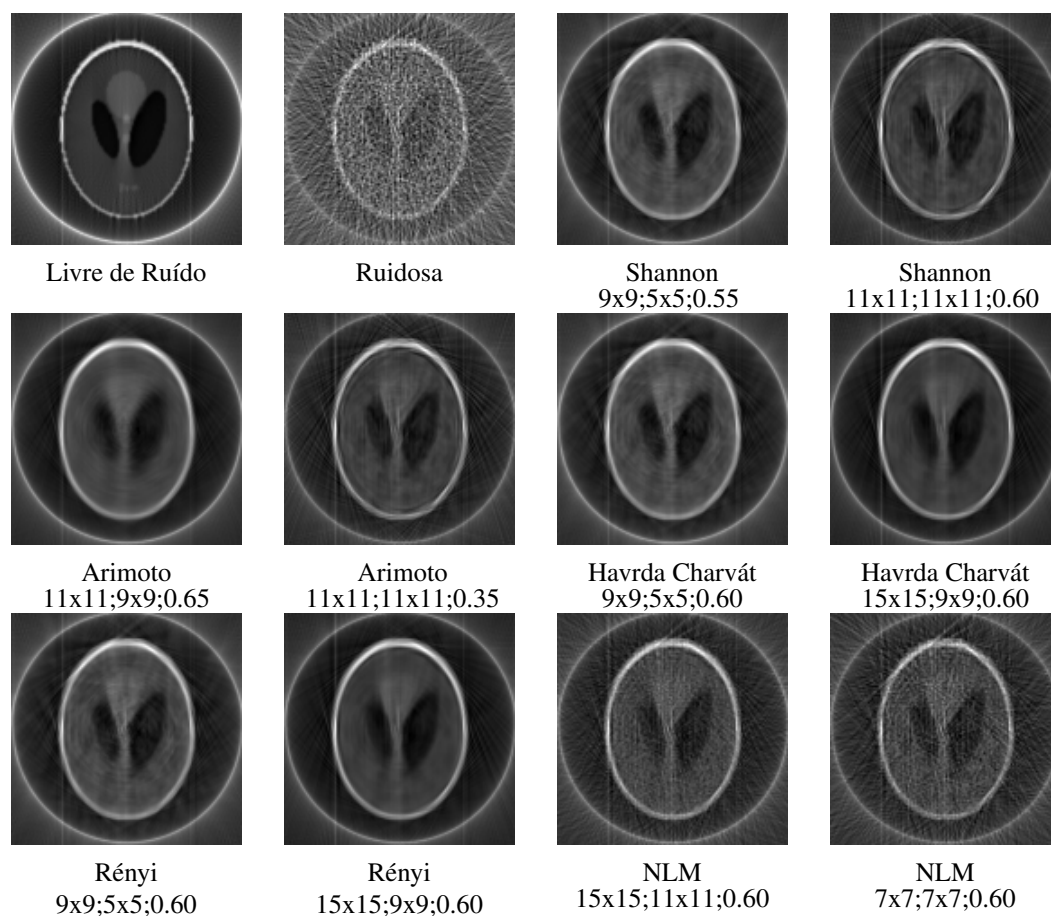 Livre de Ruído
Ruidosa
Shannon
9x9;5x5;0.55
Shannon
11x11;11x11;0.60
Arimoto
11x11;9x9;0.65
Arimoto
11x11;11x11;0.35
Havrda Charvát
9x9;5x5;0.60
Havrda Charvát
15x15;9x9;0.60
Rényi
9x9;5x5;0.60
Rényi
15x15;9x9;0.60
NLM
15x15;11x11;0.60
NLM
7x7;7x7;0.60